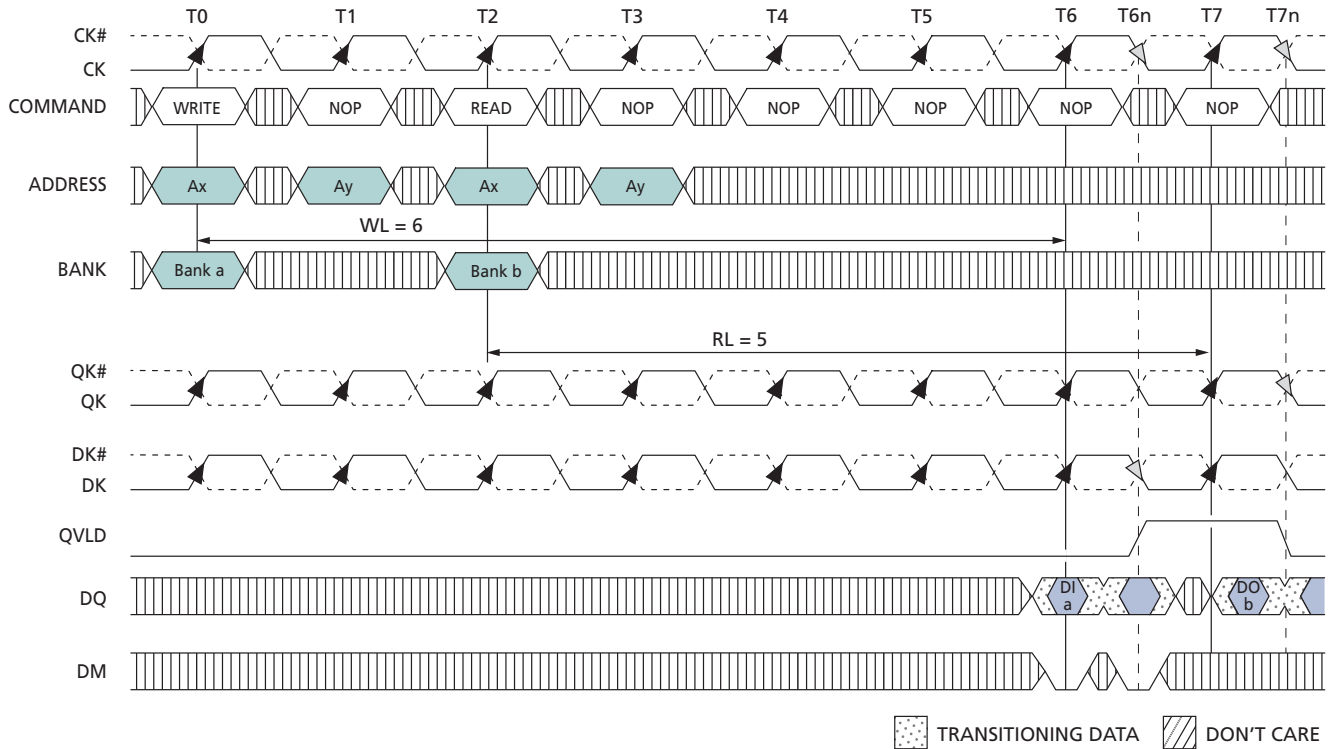 T0 T1 T2 T3 T4 T5 T6 T6n T7 T7n
CK#
CK
COMMAND WRITE NOP READ NOP NOP NOP NOP NOP
ADDRESS Ax Ay Ax Ay
WL = 6
BANK Bank a Bank b
RL = 5
QK#
QK
DK#
DK
QVLD
DQ DI a DO b
DM
TRANSITIONING DATA DON'T CARE